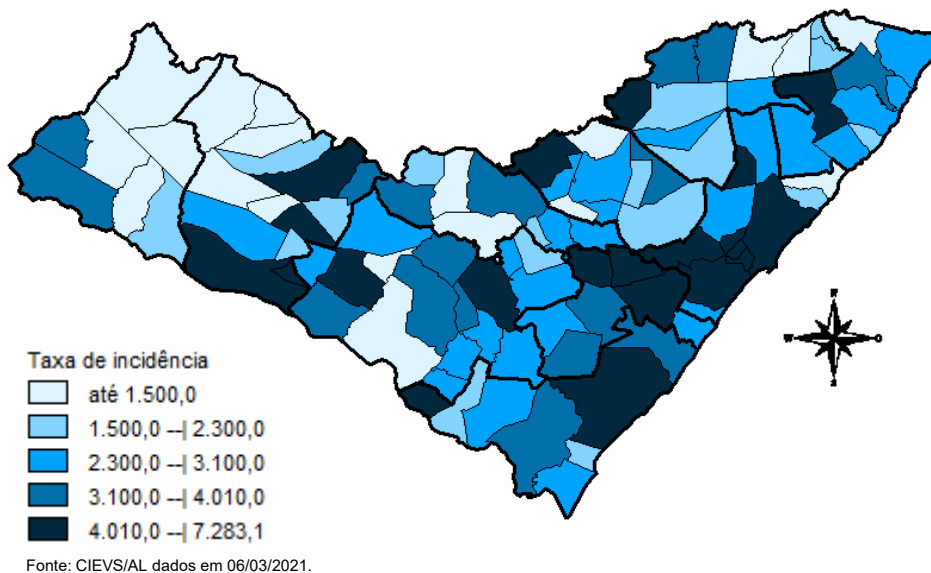 Taxa de incidência
até 1.500,0
1.500,0 --| 2.300,0
2.300,0 --| 3.100,0
3.100,0 --| 4.010,0
4.010,0 --| 7.283,1
Fonte: CIEVS/AL dados em 06/03/2021.